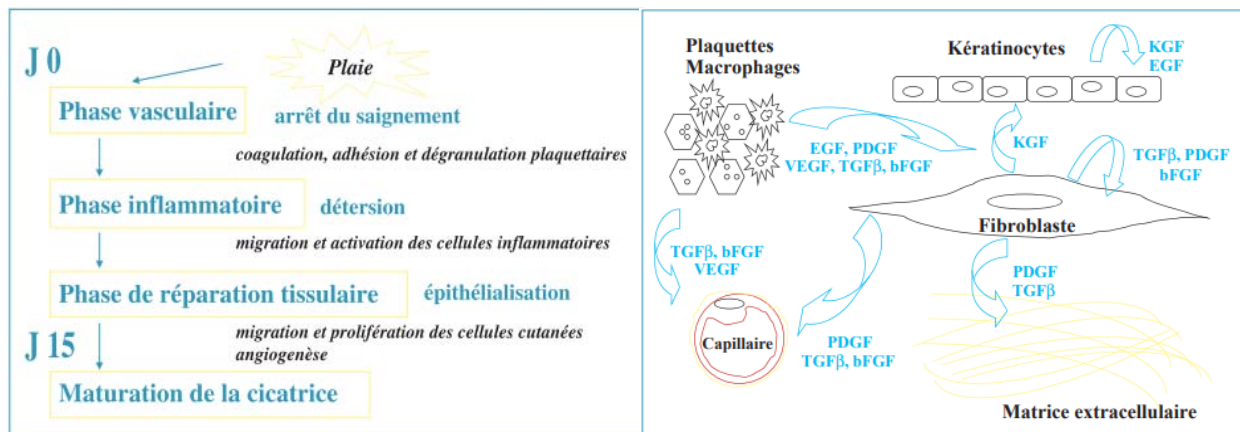 J 0
Plaie
Phase vasculaire
arrêt du saignement
coagulation, adhésion et dégranulation plaquettaires
Phase inflammatoire
détersion
migration et activation des cellules inflammatoires
Phase de réparation tissulaire
épithélialisation
J 15
migration et prolifération des cellules cutanées
angiogenèse
Maturation de la cicatrice
Plaquettes
Macrophages
Kératinocytes
KGF
EGF
EGF, PDGF
VEGF, TGFβ, bFGF
KGF
TGFβ, PDGF
bFGF
Fibroblaste
TGFβ, bFGF
VEGF
PDGF
TGFβ
Capillaire
PDGF
TGFβ, bFGF
Matrice extracellulaire